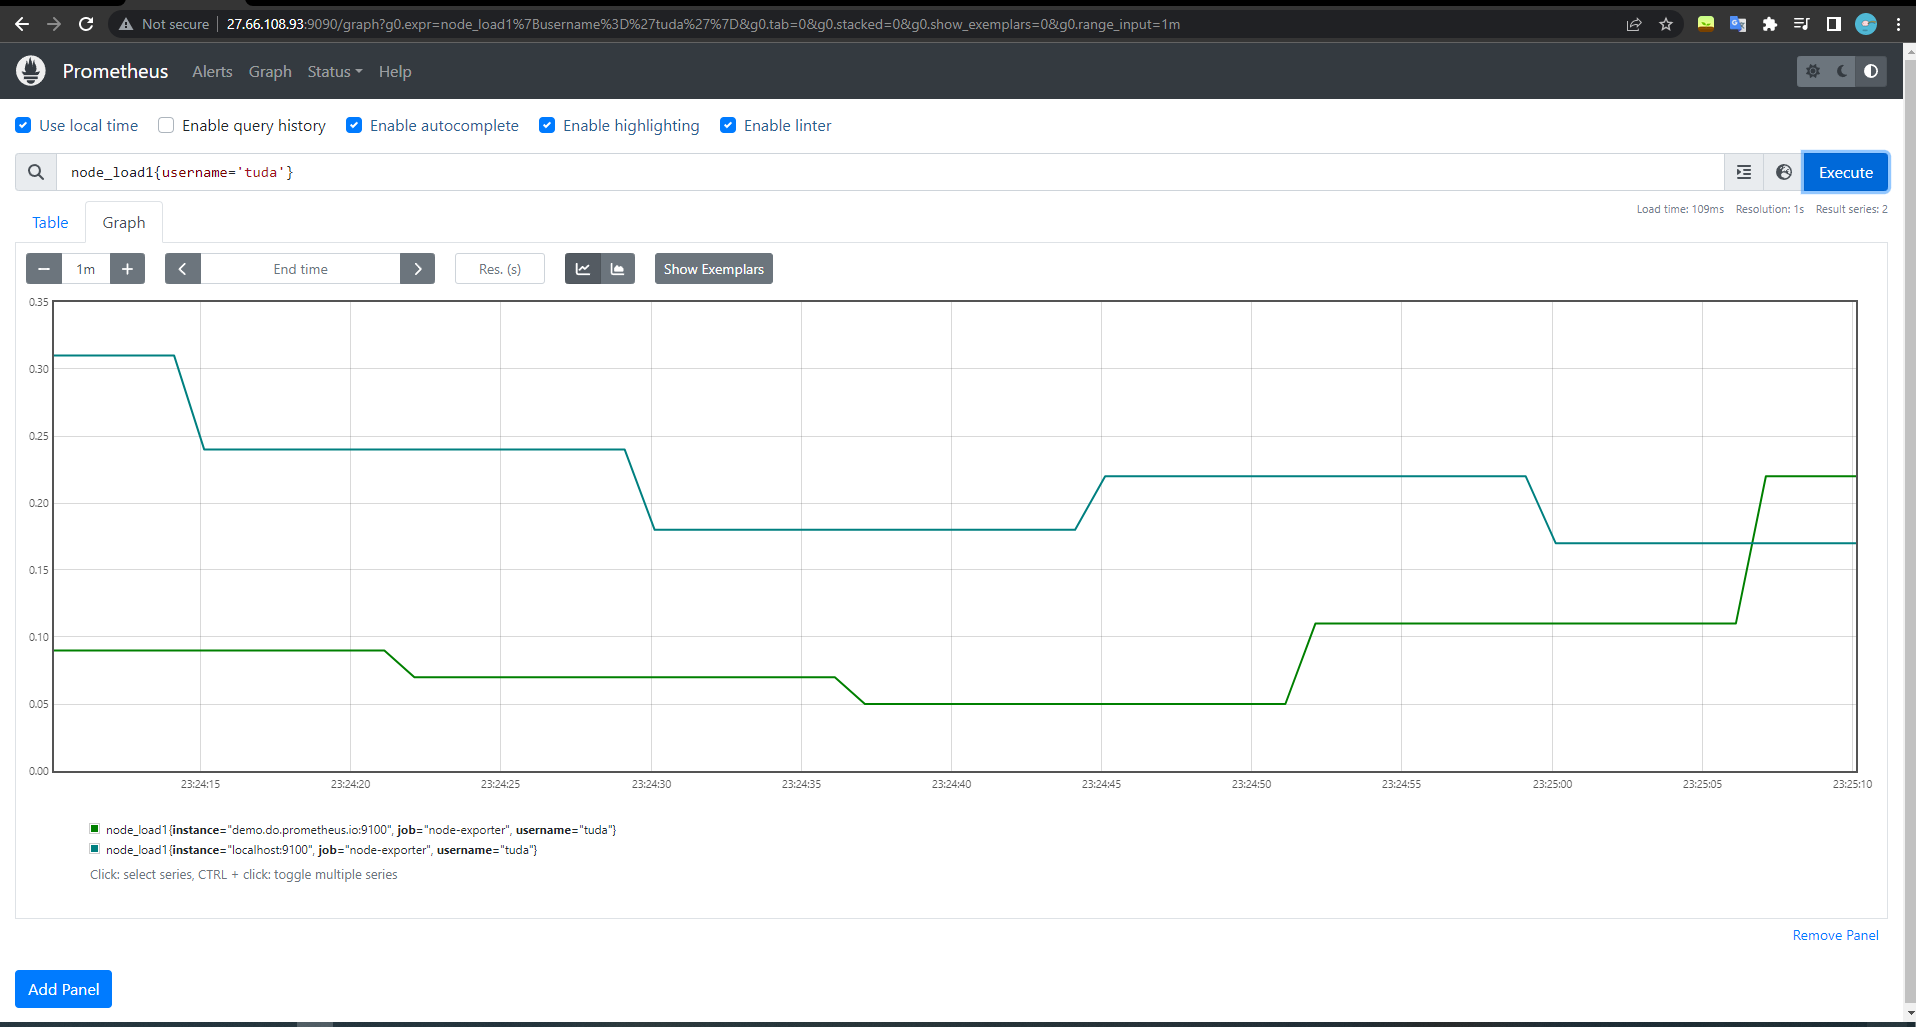 Not secure 27.66.108.93:9090/graph?g0.expr=node_load1%7Busername%3D%27tuda%27%7D&g0.tab=0&g0.stacked=0&g0.show_exemplars=0&g0.range_input=1m
Prometheus Alerts Graph Status Help
Use local time Enable query history Enable autocomplete Enable highlighting Enable linter
node_load1{username='tuda'} Execute
Table Graph Load time: 109ms Resolution: 1s Result series: 2
1m End time Res. (s) Show Exemplars
0.35
0.30
0.25
0.20
0.15
0.10
0.05
0.00
23:24:15 23:24:20 23:24:25 23:24:30 23:24:35 23:24:40 23:24:45 23:24:50 23:24:55 23:25:00 23:25:05 23:25:10
node_load1{instance="demo.do.prometheus.io:9100", job="node-exporter", username="tuda"}
node_load1{instance="localhost:9100", job="node-exporter", username="tuda"}
Click: select series, CTRL + click: toggle multiple series
Remove Panel
Add Panel